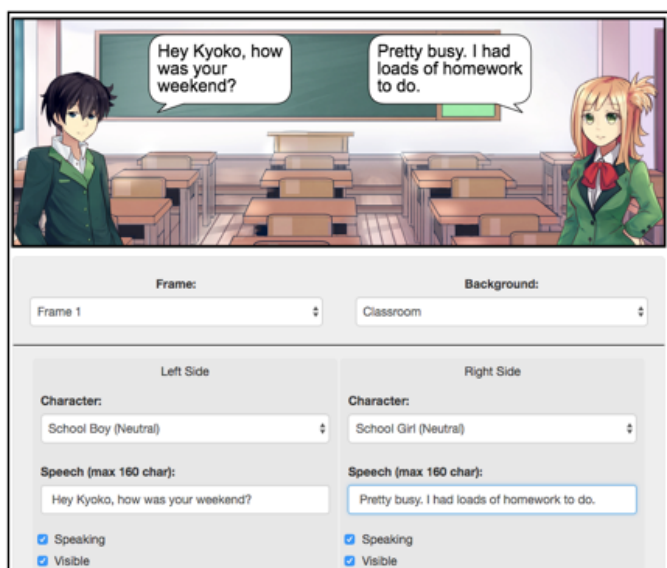 Hey Kyoko, how
was your
weekend?
Pretty busy. I had
loads of homework
to do.
Frame:
Background:
Frame 1
Classroom
Left Side
Right Side
Character:
Character:
School Boy (Neutral)
School Girl (Neutral)
Speech (max 160 char):
Speech (max 160 char):
Hey Kyoko, how was your weekend?
Pretty busy. I had loads of homework to do.
Speaking
Speaking
Visible
Visible